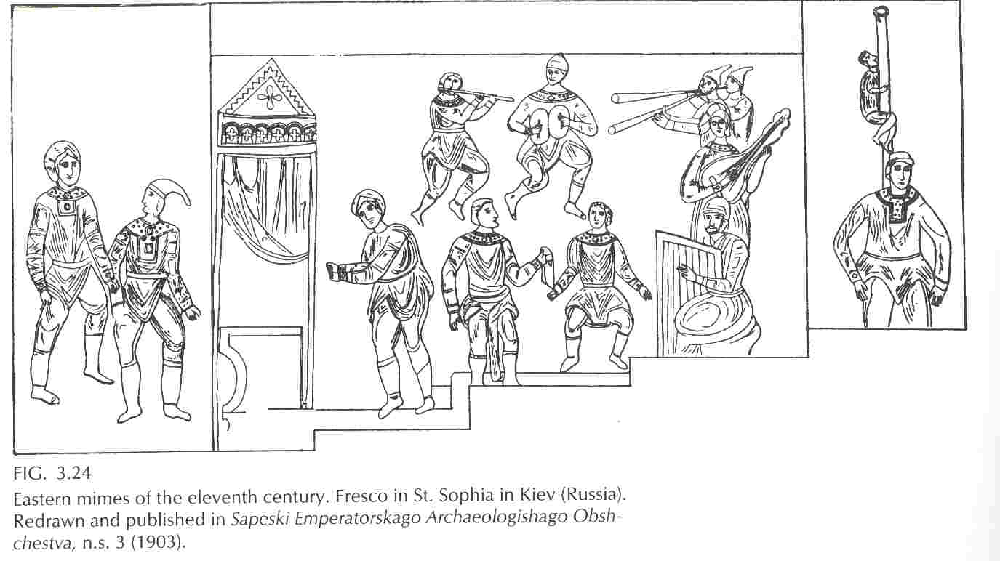 FIG. 3.24
Eastern mimes of the eleventh century. Fresco in St. Sophia in Kiev (Russia).
Redrawn and published in Sapeski Emperatorskago Archaeologishago Obsh-
chestva, n.s. 3 (1903).